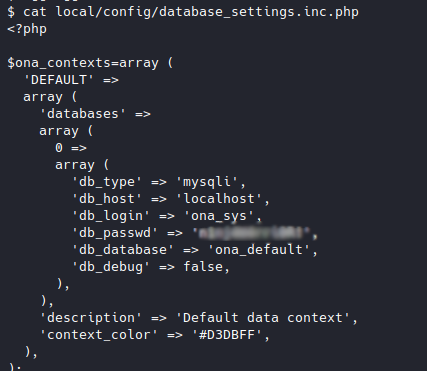 $ cat local/config/database_settings.inc.php
<?php

$ona_contexts=array (
  'DEFAULT' =>
  array (
    'databases' =>
    array (
      0 =>
      array (
        'db_type' => 'mysqli',
        'db_host' => 'localhost',
        'db_login' => 'ona_sys',
        'db_passwd' => '
        'db_database' => 'ona_default',
        'db_debug' => false,
      ),
    ),
    'description' => 'Default data context',
    'context_color' => '#D3DBFF',
  ),
);